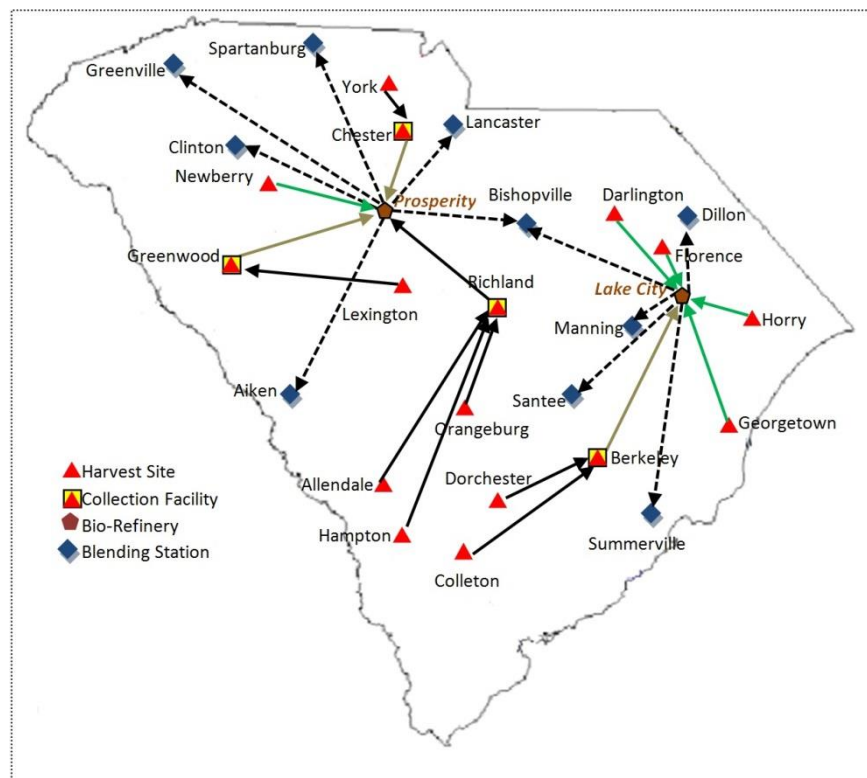 Spartanburg
Greenville
York
Lancaster
Chester
Clinton
Newberry
Prosperity
Bishopville
Darlington
Dillon
Florence
Greenwood
Richland
Lake City
Lexington
Manning
Horry
Aiken
Santee
Orangeburg
Georgetown
Berkeley
Allendale
Dorchester
Hampton
Summerville
Colleton
Harvest Site
Collection Facility
Bio-Refinery
Blending Station